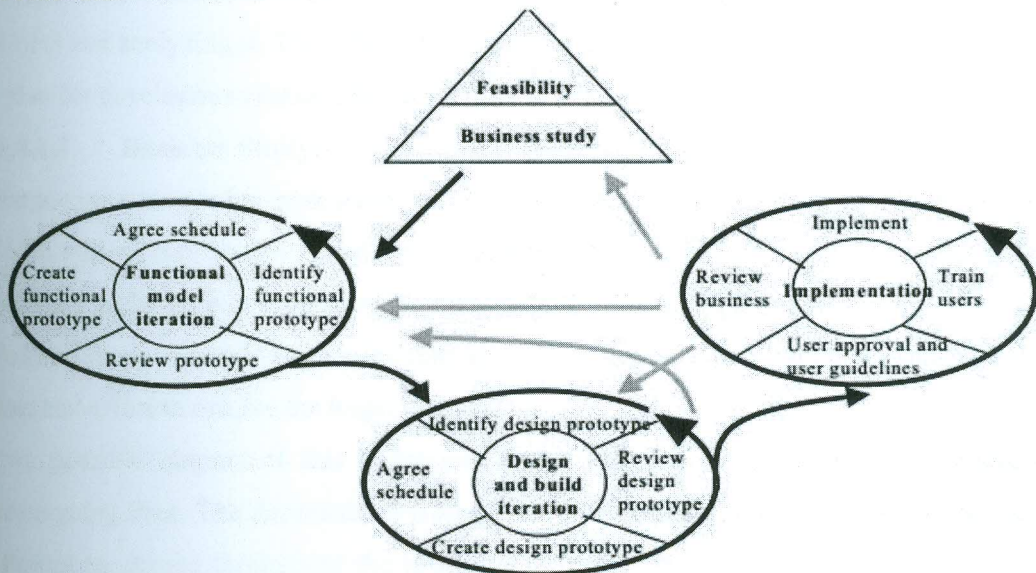 Feasibility
Business study
Agree schedule
Create
functional
prototype
Functional
model
iteration
Identify
functional
prototype
Review prototype
Implement
Review
business
Implementation
Train
users
User approval and
user guidelines
Identify design prototype
Agree
schedule
Design
and build
iteration
Review
design
prototype
Create design prototype